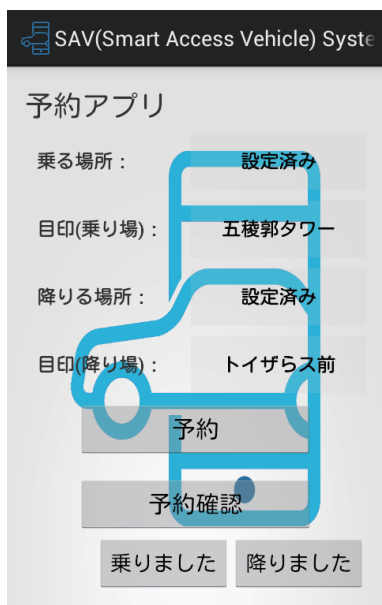 SAV(Smart Access Vehicle) Syste
予約アプリ
乗る場所： 設定済み
目印(乗り場)： 五稜郭タワー
降りる場所： 設定済み
目印(降り場)： トイザらス前
予約
予約確認
乗りました 降りました